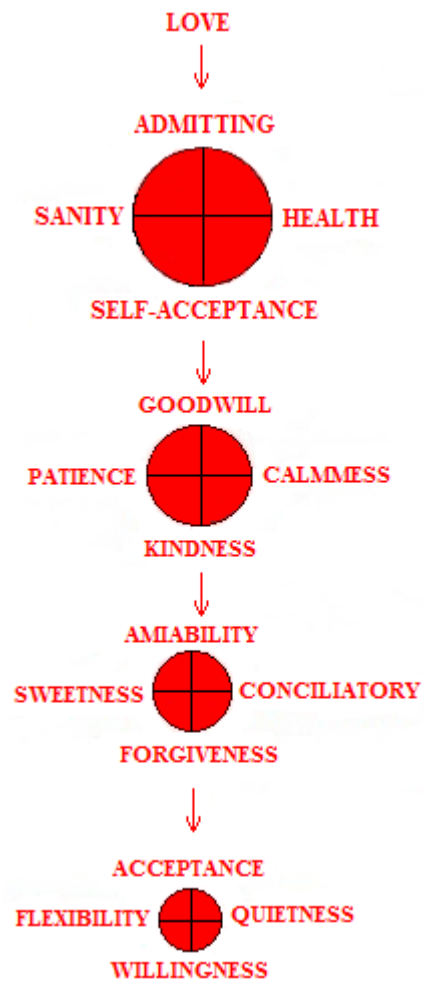 LOVE
ADMITTING
SANITY HEALTH
SELF-ACCEPTANCE
GOODWILL
PATIENCE CALMMESS
KINDNESS
AMIABILITY
SWEETNESS CONCILIATORY
FORGIVENESS
ACCEPTANCE
FLEXIBILITY QUIETNESS
WILLINGNESS